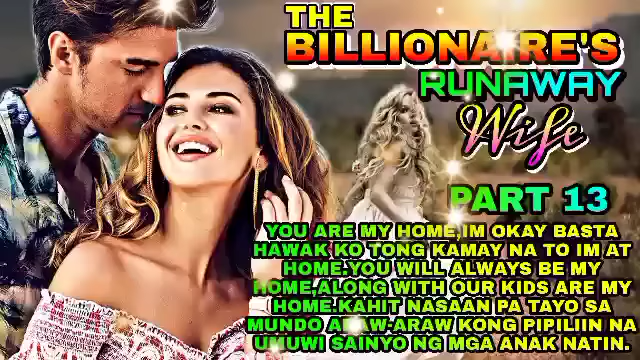 THE
BILLIONAIRE'S
RUNAWAY
Wife
PART 13
YOU ARE MY HOME,IM OKAY BASTA
HAWAK KO TONG KAMAY NA TO IM AT
HOME.YOU WILL ALWAYS BE MY
HOME,ALONG WITH OUR KIDS ARE MY
HOME.KAHIT NASAAN PA TAYO SA
MUNDO ARAW-ARAW KONG PIPILIIN NA
UMUWI SAINYO NG MGA ANAK NATIN.